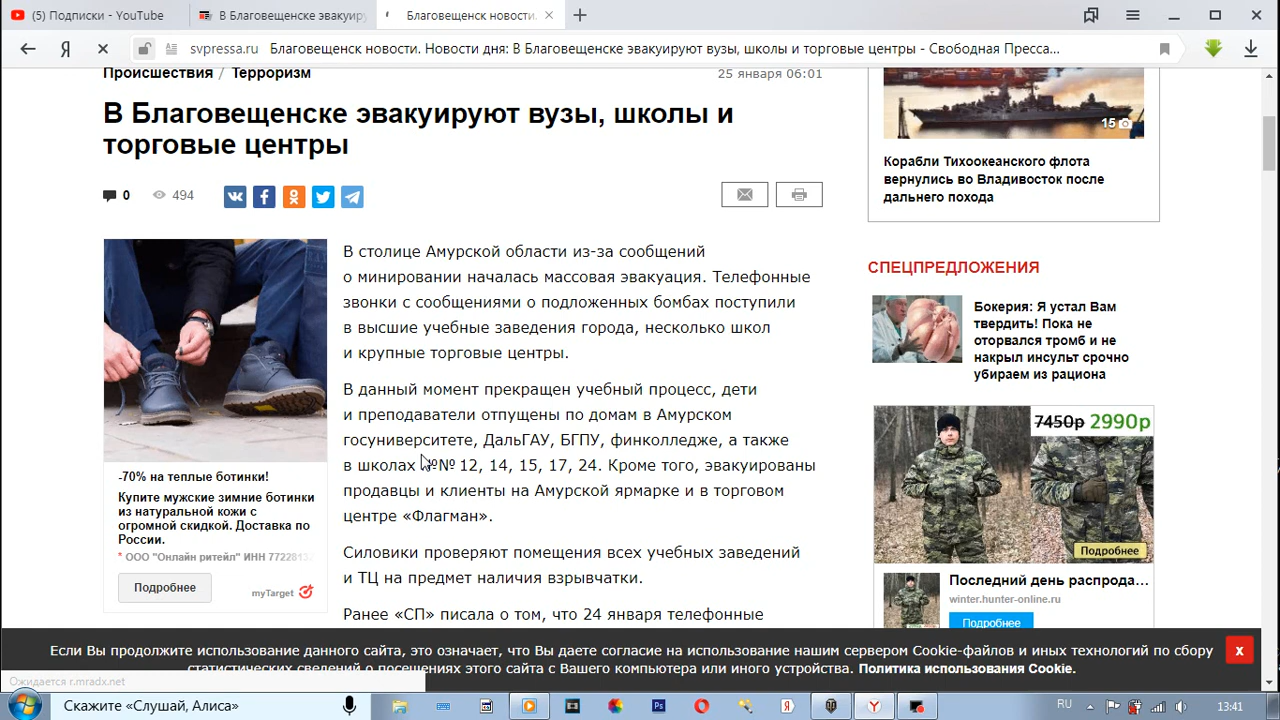 (5) Подписки - YouTube
В Благовещенске эвакуиру
Благовещенск новости.
Я
svpressa.ru
Благовещенск новости. Новости дня: В Благовещенске эвакуируют вузы, школы и торговые центры - Свободная Пресса...
Происшествия / Терроризм
25 января 06:01
В Благовещенске эвакуируют вузы, школы и
торговые центры
0
494
В столице Амурской области из-за сообщений
о минировании началась массовая эвакуация. Телефонные
звонки с сообщениями о подложенных бомбах поступили
в высшие учебные заведения города, несколько школ
и крупные торговые центры.
В данный момент прекращен учебный процесс, дети
и преподаватели отпущены по домам в Амурском
госуниверситете, ДальГАУ, БГПУ, финколледже, а также
в школах №№ 12, 14, 15, 17, 24. Кроме того, эвакуированы
продавцы и клиенты на Амурской ярмарке и в торговом
центре «Флагман».
Силовики проверяют помещения всех учебных заведений
и ТЦ на предмет наличия взрывчатки.
Ранее «СП» писала о том, что 24 января телефонные
-70% на теплые ботинки!
Купите мужские зимние ботинки
из натуральной кожи с
огромной скидкой. Доставка по
России.
* ООО "Онлайн ритейл" ИНН 7722813
Подробнее
myTarget
15
Корабли Тихоокеанского флота
вернулись во Владивосток после
дальнего похода
СПЕЦПРЕДЛОЖЕНИЯ
Бокерия: Я устал Вам
твердить! Пока не
оторвался тромб и не
накрыл инсульт срочно
убираем из рациона
7450р 2990р
Подробнее
Последний день распрода...
winter.hunter-online.ru
Подробнее
Если Вы продолжите использование данного сайта, это означает, что Вы даете согласие на использование нашим сервером Cookie-файлов и иных технологий по сбору
статистических сведений о посещениях этого сайта с Вашего компьютера или иного устройства. Политика использования Cookie.
x
Ожидается r.mradx.net
Скажите «Слушай, Алиса»
Ps
Я
Y
RU
13:41